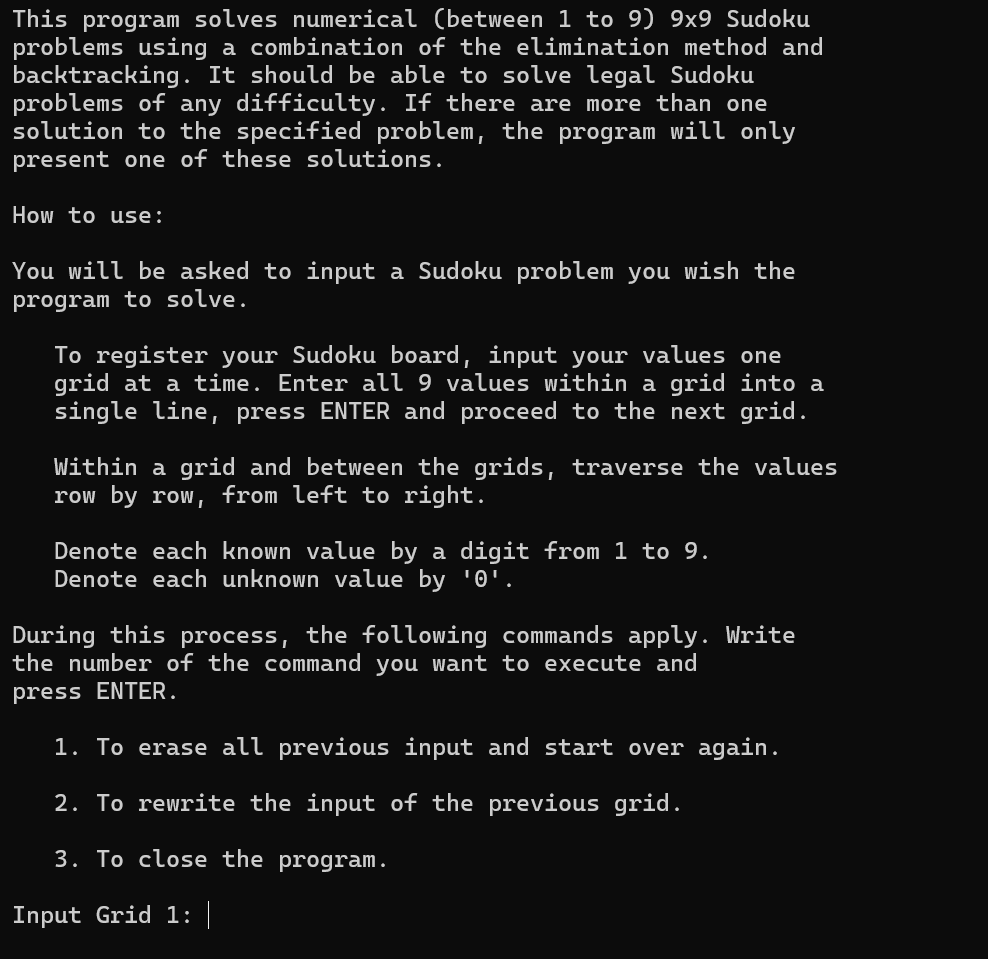 This program solves numerical (between 1 to 9) 9x9 Sudoku
problems using a combination of the elimination method and
backtracking. It should be able to solve legal Sudoku
problems of any difficulty. If there are more than one
solution to the specified problem, the program will only
present one of these solutions.
How to use:
You will be asked to input a Sudoku problem you wish the
program to solve.
To register your Sudoku board, input your values one
grid at a time. Enter all 9 values within a grid into a
single line, press ENTER and proceed to the next grid.
Within a grid and between the grids, traverse the values
row by row, from left to right.
Denote each known value by a digit from 1 to 9.
Denote each unknown value by '0'.
During this process, the following commands apply. Write
the number of the command you want to execute and
press ENTER.
1. To erase all previous input and start over again.
2. To rewrite the input of the previous grid.
3. To close the program.
Input Grid 1: